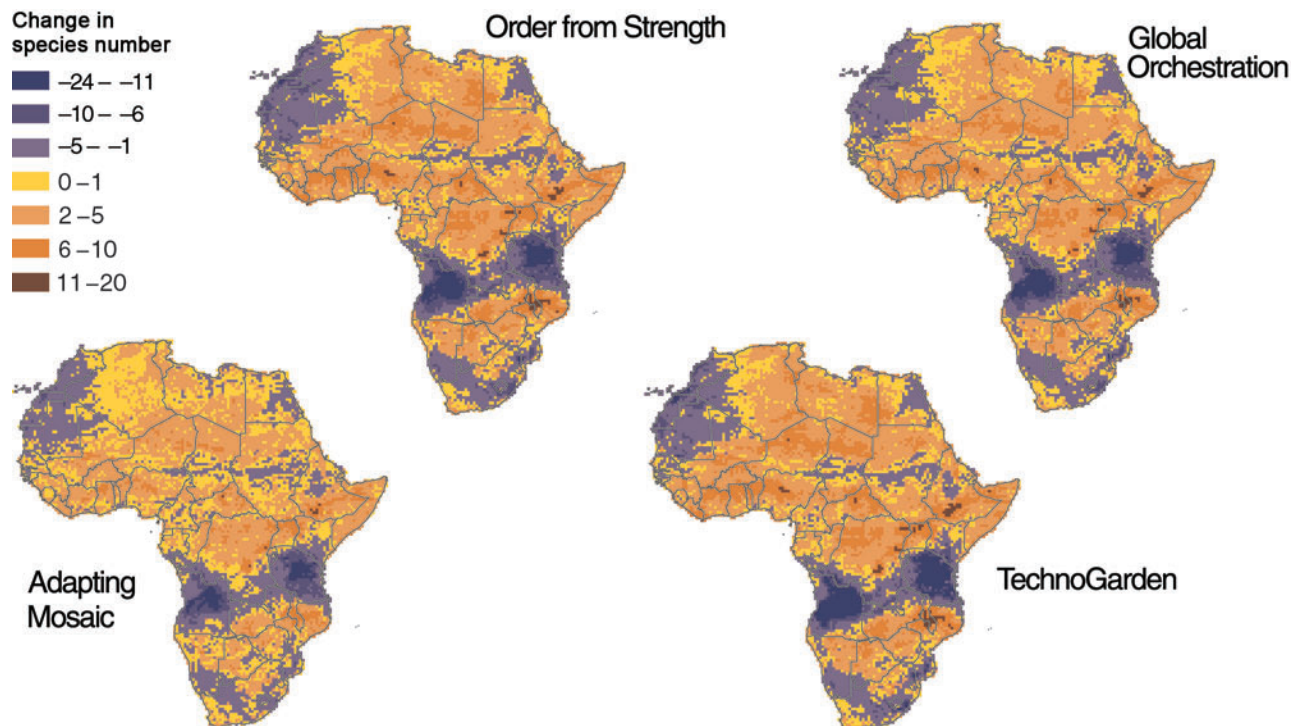 Change in
species number
–24 – –11
–10 – –6
–5 – –1
0 – 1
2 – 5
6 – 10
11 – 20
Order from Strength
Global
Orchestration
Adapting
Mosaic
TechnoGarden